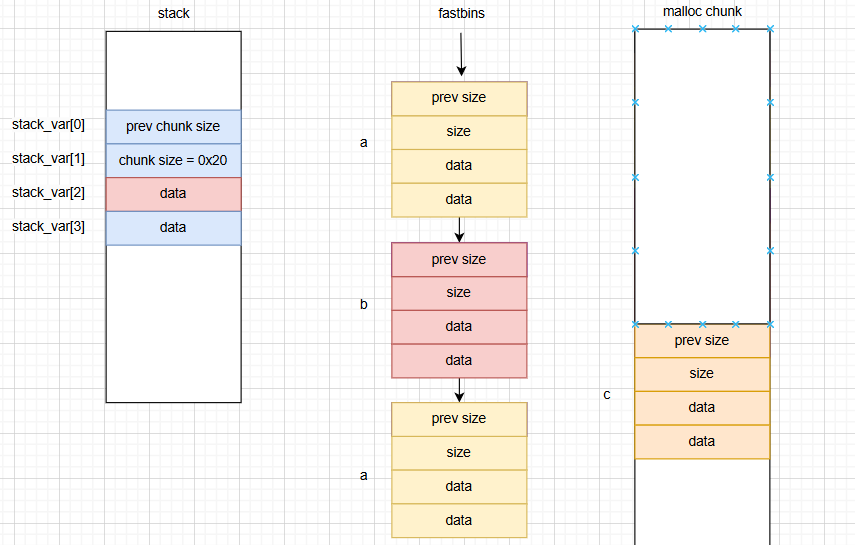 stack
stack_var[0]
prev chunk size
stack_var[1]
chunk size = 0x20
stack_var[2]
data
stack_var[3]
data
fastbins
a
prev size
size
data
data
b
prev size
size
data
data
a
prev size
size
data
data
malloc chunk
c
prev size
size
data
data